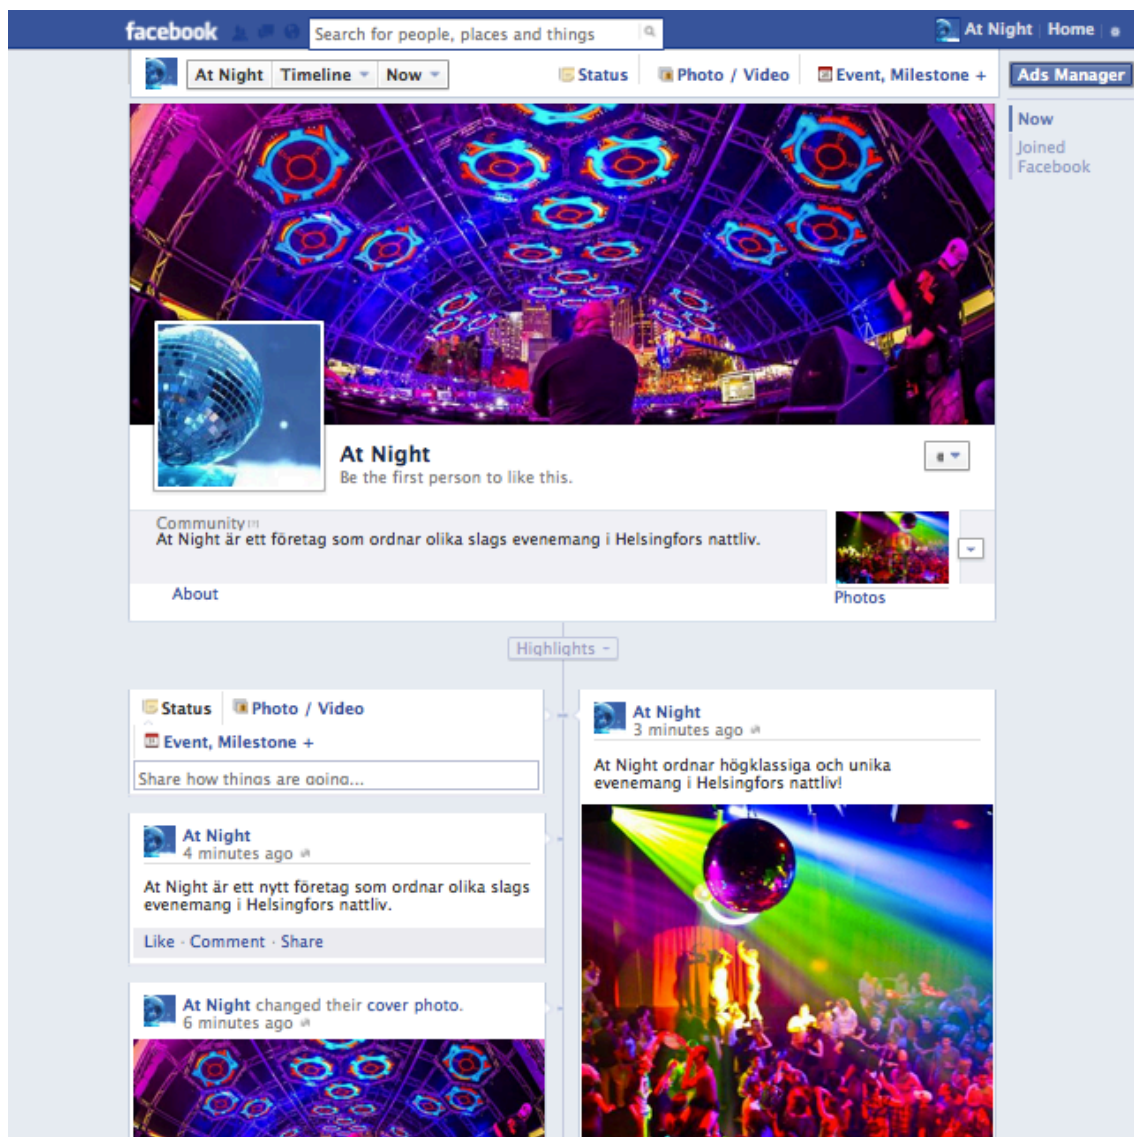 facebook
Search for people, places and things
At Night
Home
At Night
Timeline
Now
Status
Photo / Video
Event, Milestone +
Ads Manager
Now
Joined
Facebook
At Night
Be the first person to like this.
Community
At Night är ett företag som ordnar olika slags evenemang i Helsingfors nattliv.
About
Photos
Highlights
Status
Photo / Video
Event, Milestone +
Share how things are going...
At Night
4 minutes ago
At Night är ett nytt företag som ordnar olika slags
evenemang i Helsingfors nattliv.
Like · Comment · Share
At Night changed their cover photo.
6 minutes ago
At Night
3 minutes ago
At Night ordnar högklassiga och unika
evenemang i Helsingfors nattliv!